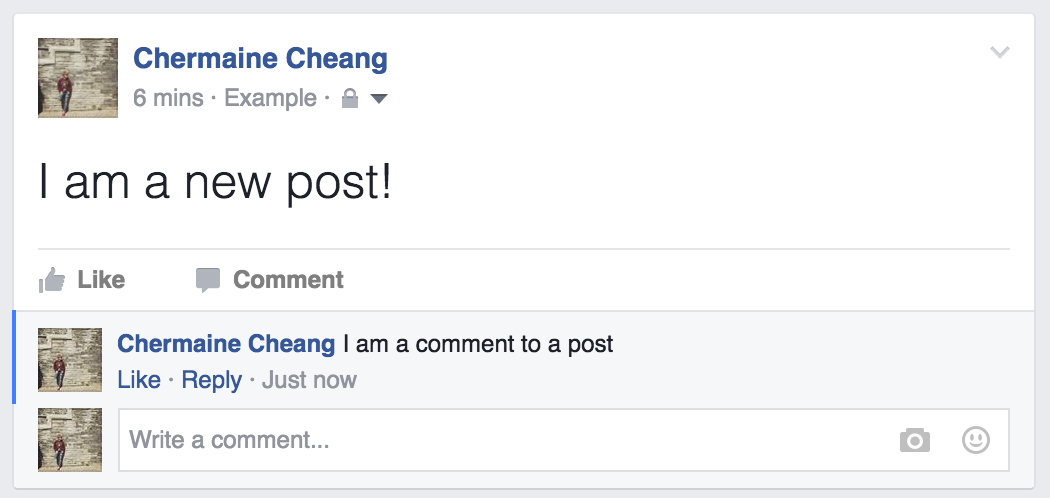 Chermaine Cheang
6 mins · Example ·
I am a new post!
Like Comment
Chermaine Cheang I am a comment to a post
Like · Reply · Just now
Write a comment...